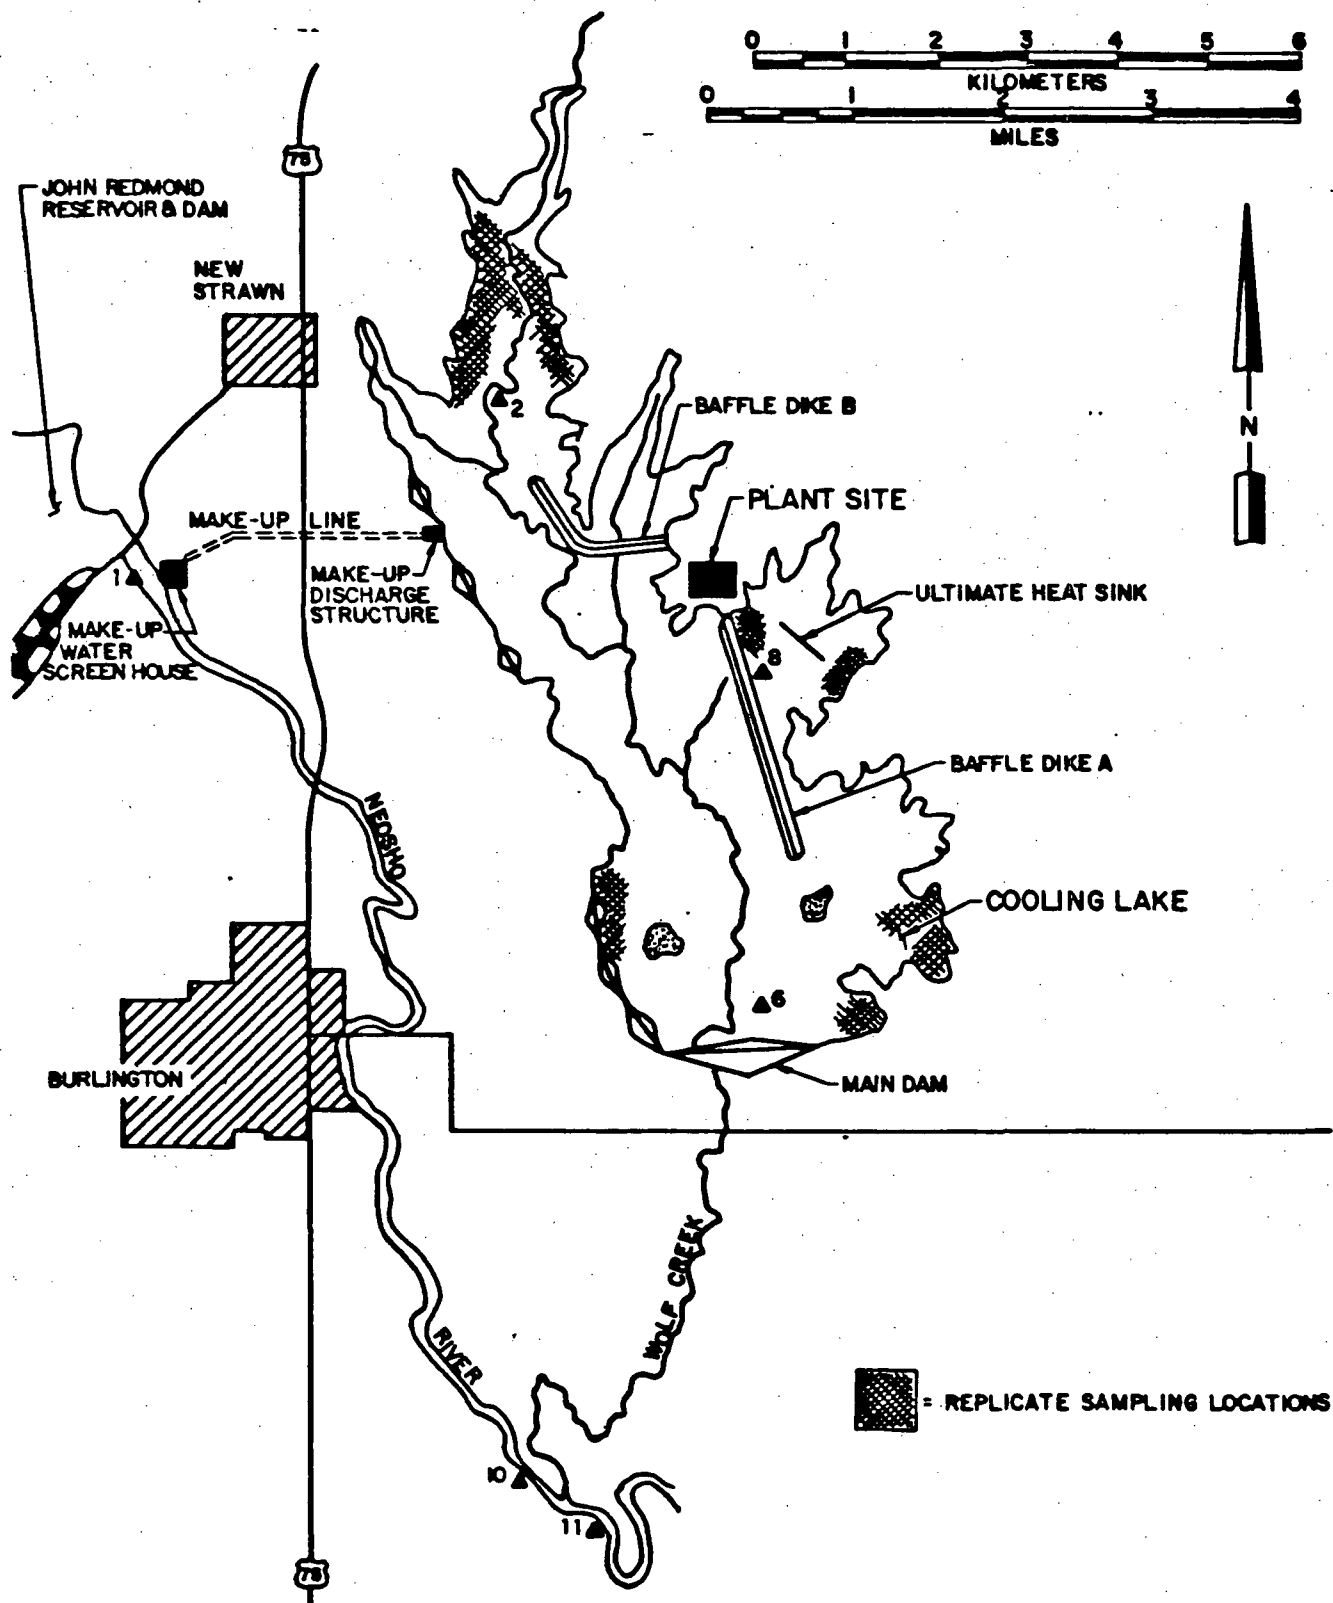 0 1 2 3 4 5 6
KILOMETERS
0 1 2 3 4
MILES
75
JOHN REDMOND
RESERVOIR & DAM
NEW
STRAWN
N
2
BAFFLE DIKE B
PLANT SITE
MAKE-UP LINE
1
MAKE-UP
DISCHARGE
STRUCTURE
ULTIMATE HEAT SINK
MAKE-UP
WATER
SCREEN HOUSE
8
BAFFLE DIKE A
NEOSHO
COOLING LAKE
6
BURLINGTON
MAIN DAM
WOLF CREEK
RIVER
= REPLICATE SAMPLING LOCATIONS
10
11
75